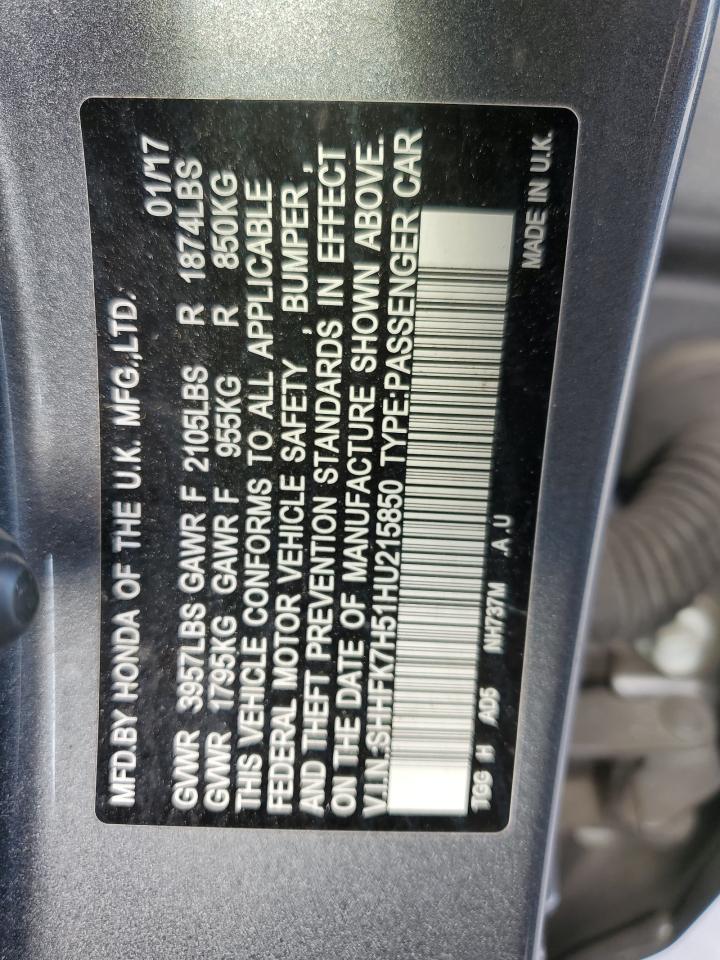 MFD.BY HONDA OF THE U.K. MFG.,LTD. 01/17
GVWR 3957LBS GAWR F 2105LBS R 1874LBS
GVWR 1795KG GAWR F 955KG R 850KG
THIS VEHICLE CONFORMS TO ALL APPLICABLE
FEDERAL MOTOR VEHICLE SAFETY , BUMPER ,
AND THEFT PREVENTION STANDARDS IN EFFECT
ON THE DATE OF MANUFACTURE SHOWN ABOVE.
V.I.N.:SHHFK7H51HU215850 TYPE:PASSENGER CAR
TGG H AD5 NH737M .A.U MADE IN U.K.